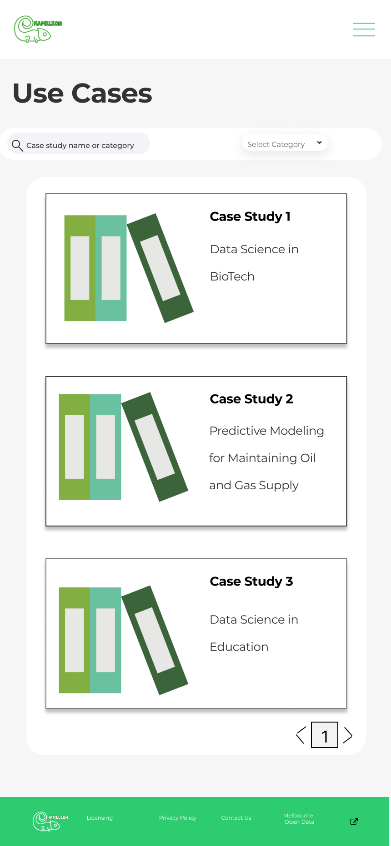 HAMELEON
Use Cases
Case study name or category
Select Category
Case Study 1
Data Science in
BioTech
Case Study 2
Predictive Modeling
for Maintaining Oil
and Gas Supply
Case Study 3
Data Science in
Education
1
HAMELEON
Licensing
Privacy Policy
Contact Us
Melbourne
Open Data